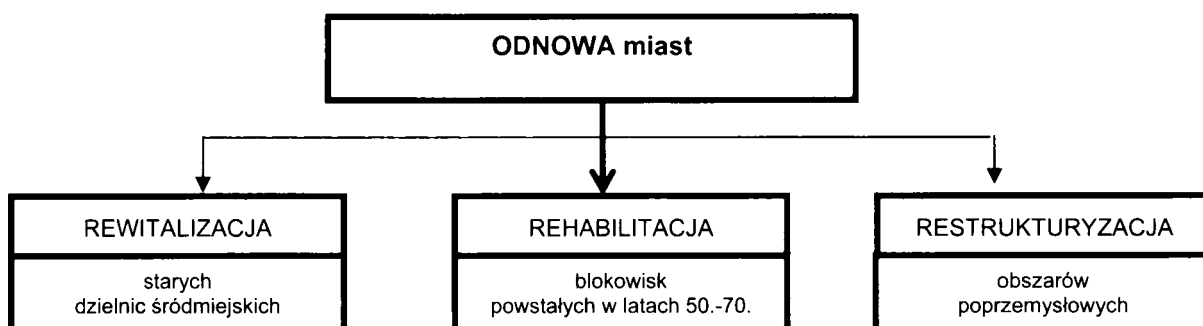 ODNOWA miast
REWITALIZACJA
starych
dzielnic śródmiejskich
REHABILITACJA
blokowisk
powstałych w latach 50.-70.
RESTRUKTURYZACJA
obszarów
poprzemysłowych